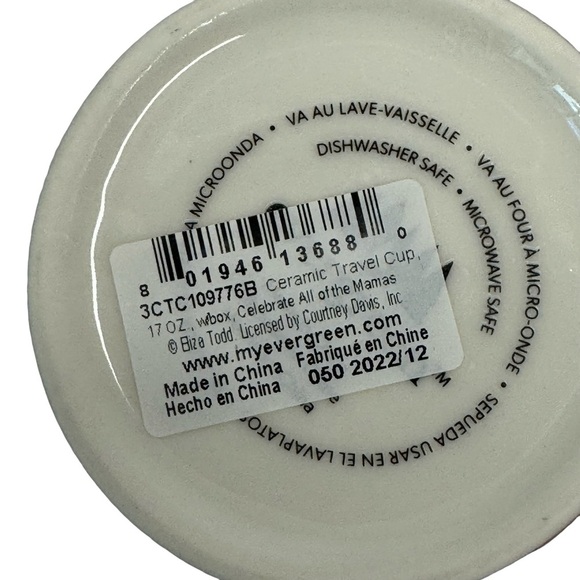 8 01946 13688 0
3CTC109776B Ceramic Travel Cup,
17 OZ., w/box, Celebrate All of the Mamas
© Eliza Todd. Licensed by Courtney Davis, Inc
www.myevergreen.com
Made in China Fabriqué en Chine
Hecho en China 050 2022/12
A MICROONDA • VA AU LAVE-VAISSELLE • VA AU FOUR À MICRO-ONDE • SEPUEDA USAR EN EL LAVAPLATOS
DISHWASHER SAFE • MICROWAVE SAFE